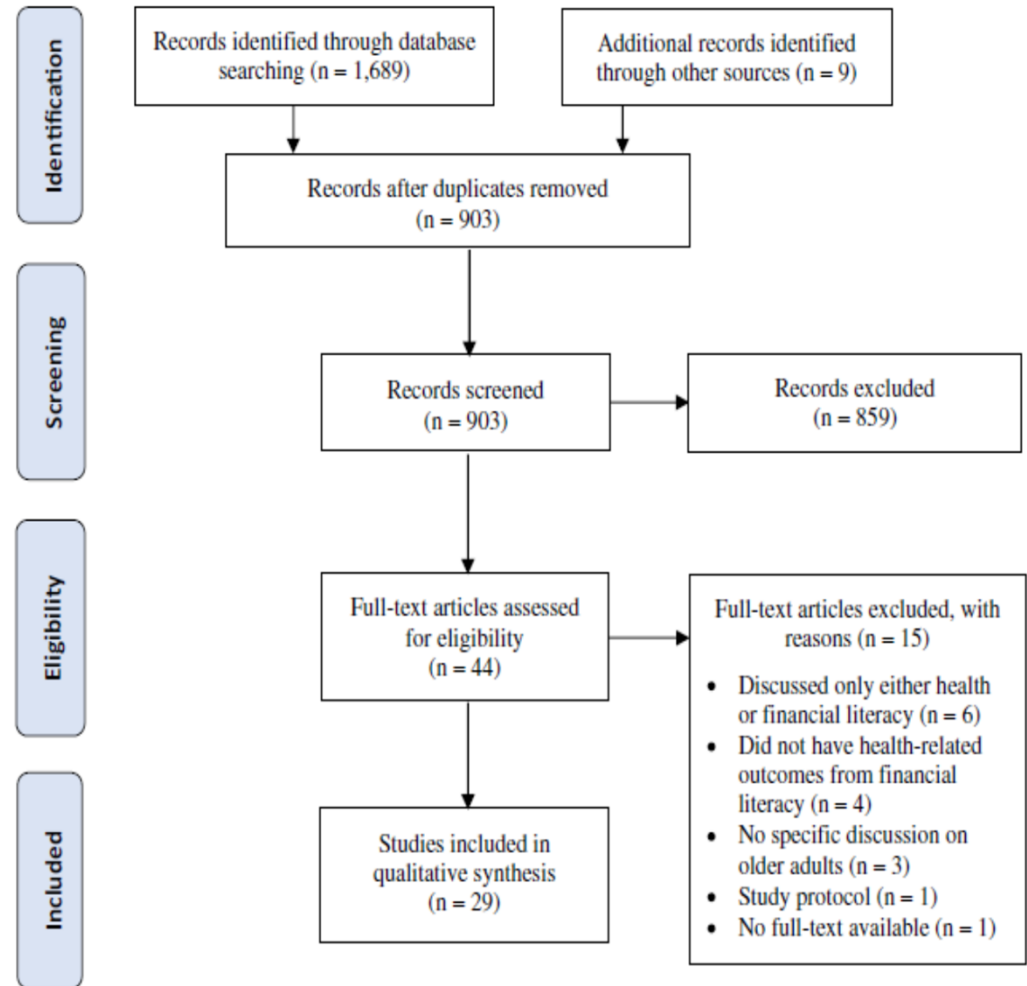 Identification
Records identified through database
searching (n = 1,689)
Additional records identified
through other sources (n = 9)
Records after duplicates removed
(n = 903)
Screening
Records screened
(n = 903)
Records excluded
(n = 859)
Eligibility
Full-text articles assessed
for eligibility
(n = 44)
Full-text articles excluded, with
reasons (n = 15)
• Discussed only either health
or financial literacy (n = 6)
• Did not have health-related
outcomes from financial
literacy (n = 4)
• No specific discussion on
older adults (n = 3)
• Study protocol (n = 1)
• No full-text available (n = 1)
Included
Studies included in
qualitative synthesis
(n = 29)